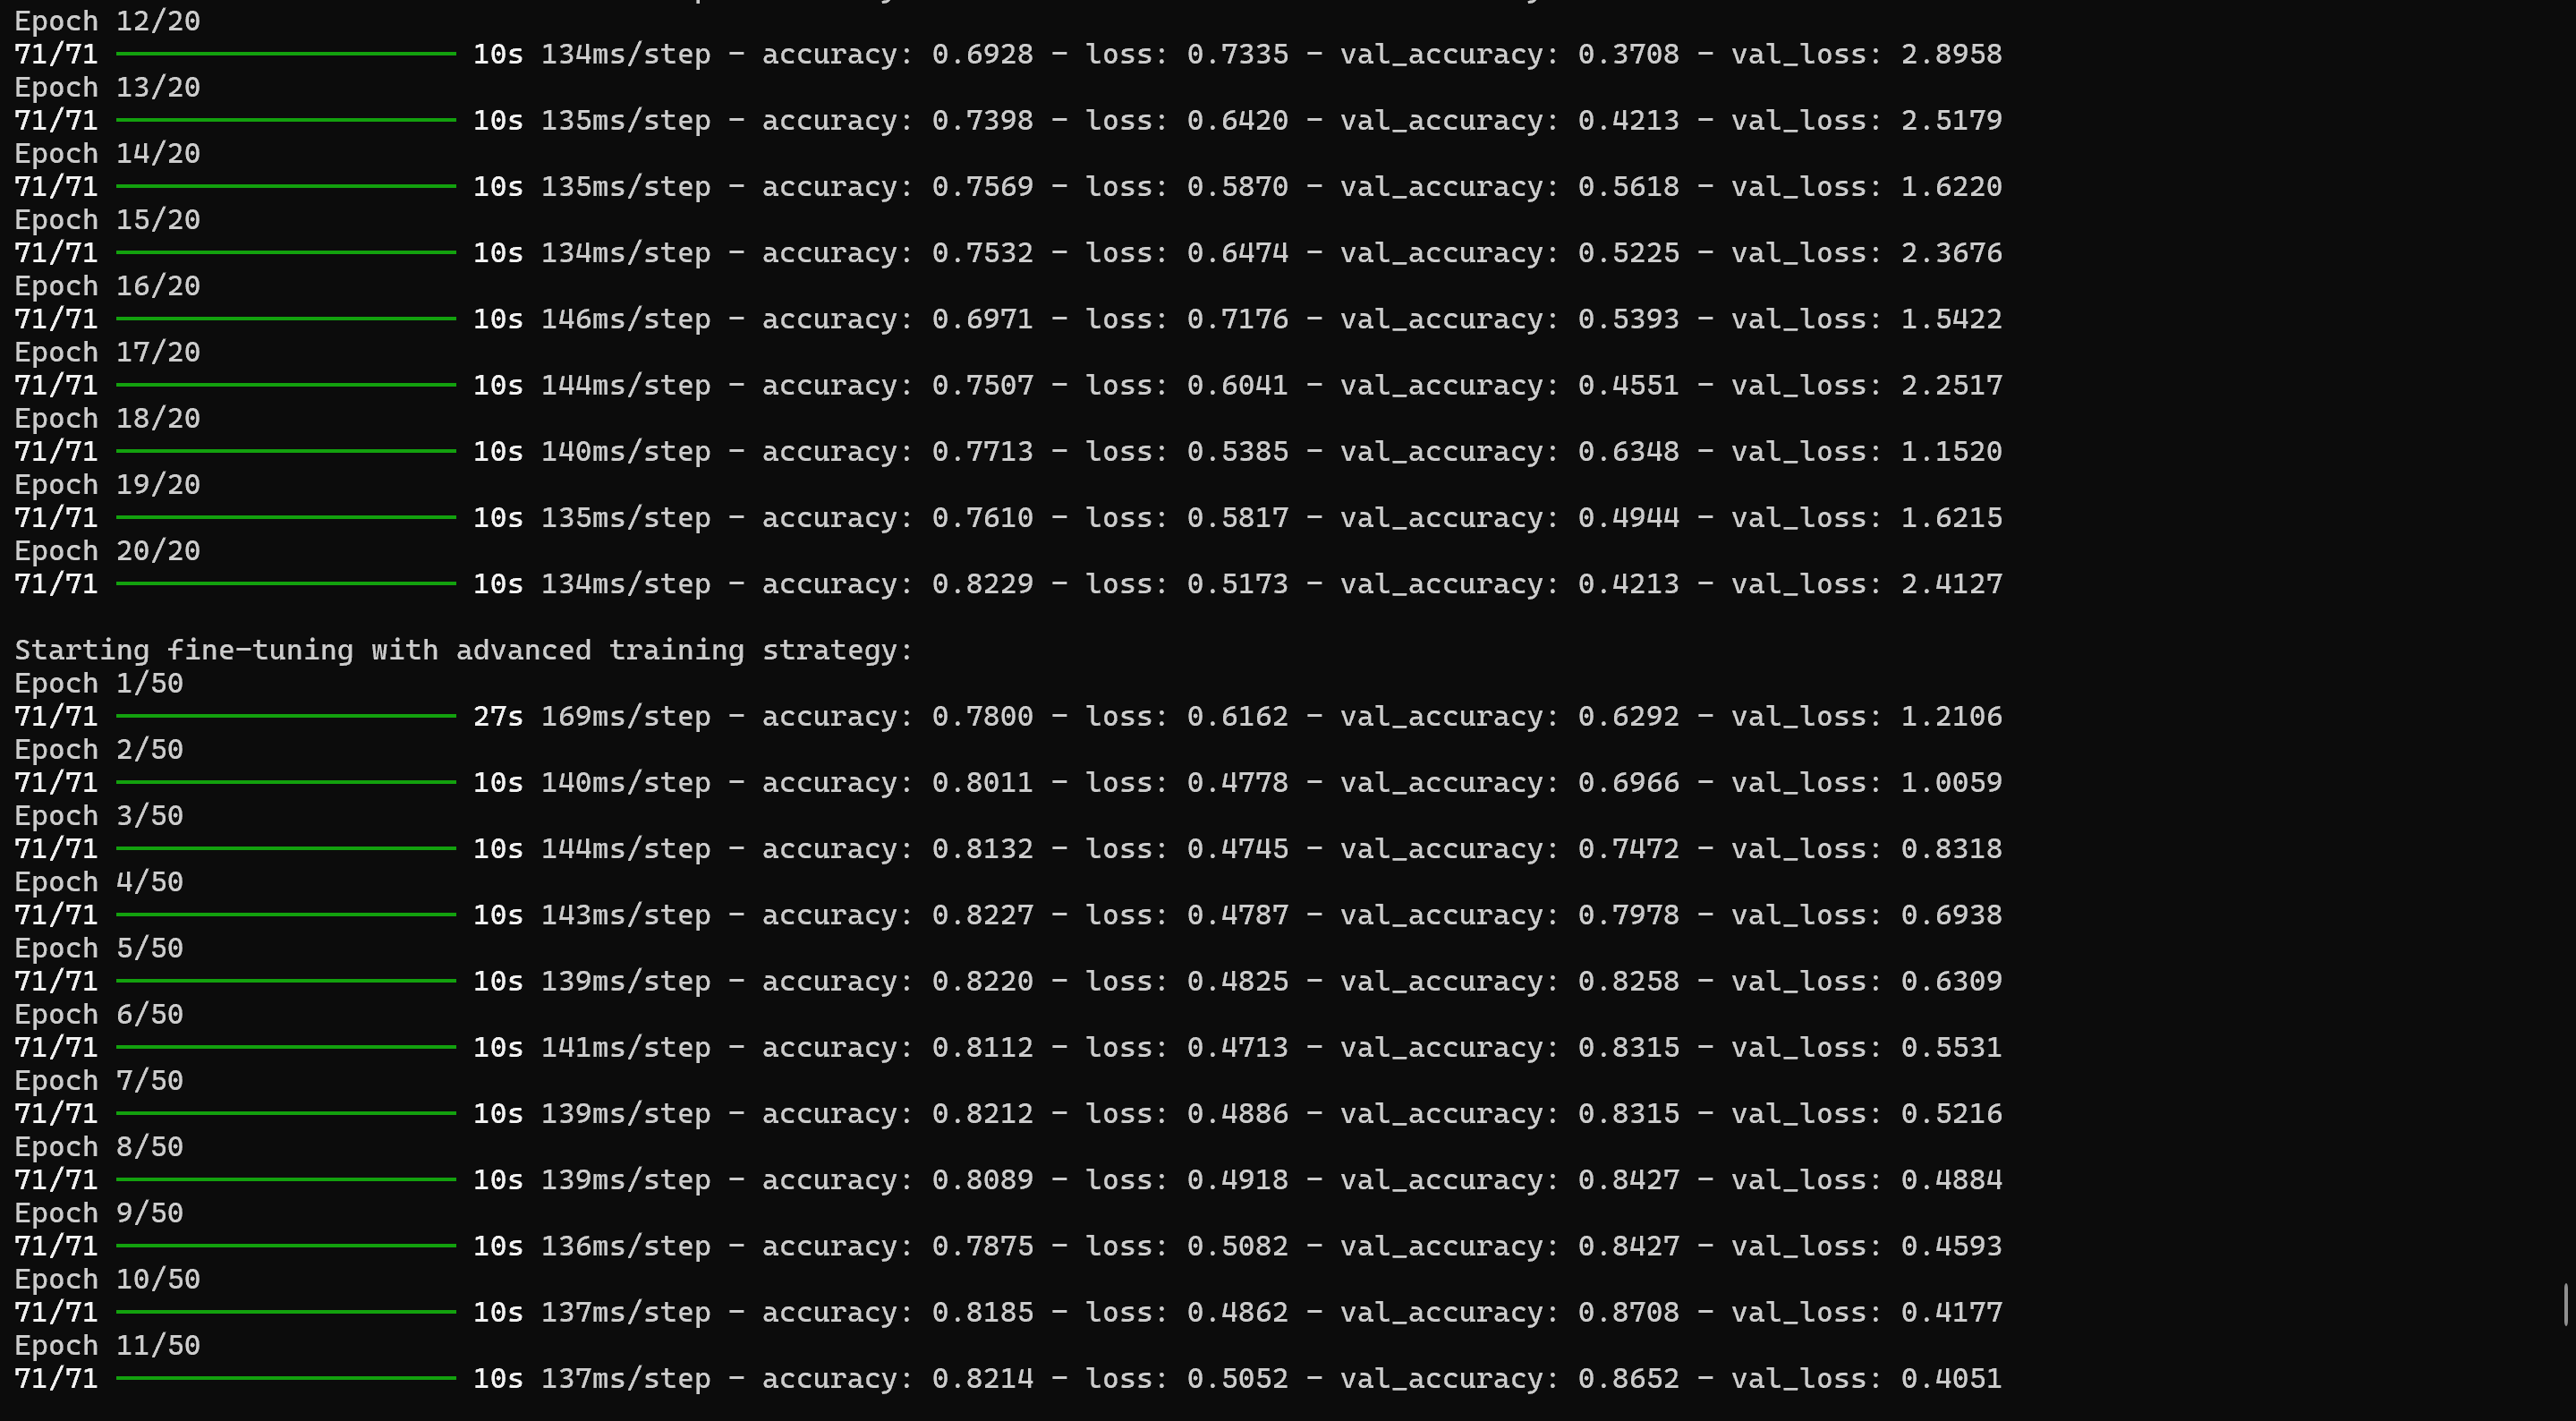 Epoch 12/20
71/71 ━━━━━━━━━━━━━━━━━━━━ 10s 134ms/step - accuracy: 0.6928 - loss: 0.7335 - val_accuracy: 0.3708 - val_loss: 2.8958
Epoch 13/20
71/71 ━━━━━━━━━━━━━━━━━━━━ 10s 135ms/step - accuracy: 0.7398 - loss: 0.6420 - val_accuracy: 0.4213 - val_loss: 2.5179
Epoch 14/20
71/71 ━━━━━━━━━━━━━━━━━━━━ 10s 135ms/step - accuracy: 0.7569 - loss: 0.5870 - val_accuracy: 0.5618 - val_loss: 1.6220
Epoch 15/20
71/71 ━━━━━━━━━━━━━━━━━━━━ 10s 134ms/step - accuracy: 0.7532 - loss: 0.6474 - val_accuracy: 0.5225 - val_loss: 2.3676
Epoch 16/20
71/71 ━━━━━━━━━━━━━━━━━━━━ 10s 146ms/step - accuracy: 0.6971 - loss: 0.7176 - val_accuracy: 0.5393 - val_loss: 1.5422
Epoch 17/20
71/71 ━━━━━━━━━━━━━━━━━━━━ 10s 144ms/step - accuracy: 0.7507 - loss: 0.6041 - val_accuracy: 0.4551 - val_loss: 2.2517
Epoch 18/20
71/71 ━━━━━━━━━━━━━━━━━━━━ 10s 140ms/step - accuracy: 0.7713 - loss: 0.5385 - val_accuracy: 0.6348 - val_loss: 1.1520
Epoch 19/20
71/71 ━━━━━━━━━━━━━━━━━━━━ 10s 135ms/step - accuracy: 0.7610 - loss: 0.5817 - val_accuracy: 0.4944 - val_loss: 1.6215
Epoch 20/20
71/71 ━━━━━━━━━━━━━━━━━━━━ 10s 134ms/step - accuracy: 0.8229 - loss: 0.5173 - val_accuracy: 0.4213 - val_loss: 2.4127
Starting fine-tuning with advanced training strategy:
Epoch 1/50
71/71 ━━━━━━━━━━━━━━━━━━━━ 27s 169ms/step - accuracy: 0.7800 - loss: 0.6162 - val_accuracy: 0.6292 - val_loss: 1.2106
Epoch 2/50
71/71 ━━━━━━━━━━━━━━━━━━━━ 10s 140ms/step - accuracy: 0.8011 - loss: 0.4778 - val_accuracy: 0.6966 - val_loss: 1.0059
Epoch 3/50
71/71 ━━━━━━━━━━━━━━━━━━━━ 10s 144ms/step - accuracy: 0.8132 - loss: 0.4745 - val_accuracy: 0.7472 - val_loss: 0.8318
Epoch 4/50
71/71 ━━━━━━━━━━━━━━━━━━━━ 10s 143ms/step - accuracy: 0.8227 - loss: 0.4787 - val_accuracy: 0.7978 - val_loss: 0.6938
Epoch 5/50
71/71 ━━━━━━━━━━━━━━━━━━━━ 10s 139ms/step - accuracy: 0.8220 - loss: 0.4825 - val_accuracy: 0.8258 - val_loss: 0.6309
Epoch 6/50
71/71 ━━━━━━━━━━━━━━━━━━━━ 10s 141ms/step - accuracy: 0.8112 - loss: 0.4713 - val_accuracy: 0.8315 - val_loss: 0.5531
Epoch 7/50
71/71 ━━━━━━━━━━━━━━━━━━━━ 10s 139ms/step - accuracy: 0.8212 - loss: 0.4886 - val_accuracy: 0.8315 - val_loss: 0.5216
Epoch 8/50
71/71 ━━━━━━━━━━━━━━━━━━━━ 10s 139ms/step - accuracy: 0.8089 - loss: 0.4918 - val_accuracy: 0.8427 - val_loss: 0.4884
Epoch 9/50
71/71 ━━━━━━━━━━━━━━━━━━━━ 10s 136ms/step - accuracy: 0.7875 - loss: 0.5082 - val_accuracy: 0.8427 - val_loss: 0.4593
Epoch 10/50
71/71 ━━━━━━━━━━━━━━━━━━━━ 10s 137ms/step - accuracy: 0.8185 - loss: 0.4862 - val_accuracy: 0.8708 - val_loss: 0.4177
Epoch 11/50
71/71 ━━━━━━━━━━━━━━━━━━━━ 10s 137ms/step - accuracy: 0.8214 - loss: 0.5052 - val_accuracy: 0.8652 - val_loss: 0.4051